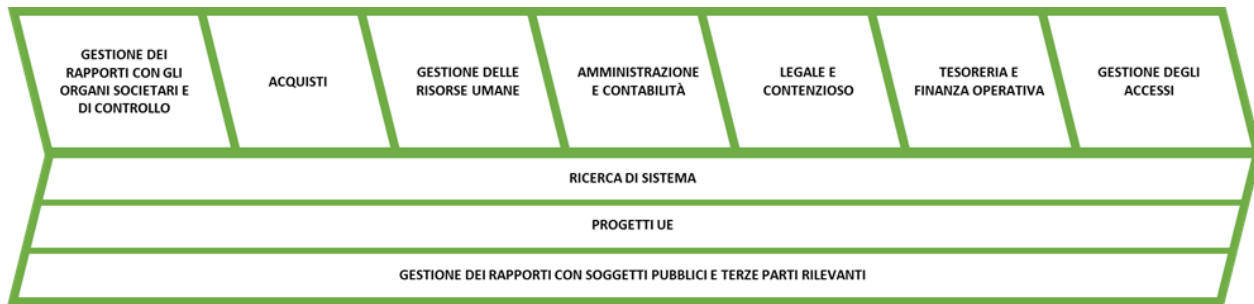 GESTIONE DEI
RAPPORTI CON GLI
ORGANI SOCIETARI E
DI CONTROLLO
ACQUISTI
GESTIONE DELLE
RISORSE UMANE
AMMINISTRAZIONE
E CONTABILITÀ
LEGALE E
CONTENZIOSO
TESORERIA E
FINANZA OPERATIVA
GESTIONE DEGLI
ACCESSI
RICERCA DI SISTEMA
PROGETTI UE
GESTIONE DEI RAPPORTI CON SOGGETTI PUBBLICI E TERZE PARTI RILEVANTI